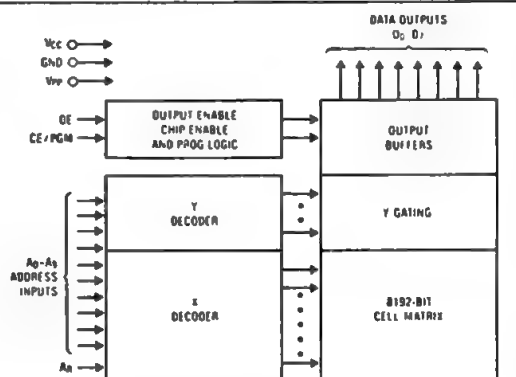 DATA OUTPUTS
O0 O7
VCC
GND
VPP
OE
CE/PGM
OUTPUT ENABLE
CHIP ENABLE
AND PROG LOGIC
OUTPUT
BUFFERS
Y
DECODER
Y GATING
A0-A9
ADDRESS
INPUTS
X
DECODER
8192-BIT
CELL MATRIX
AR